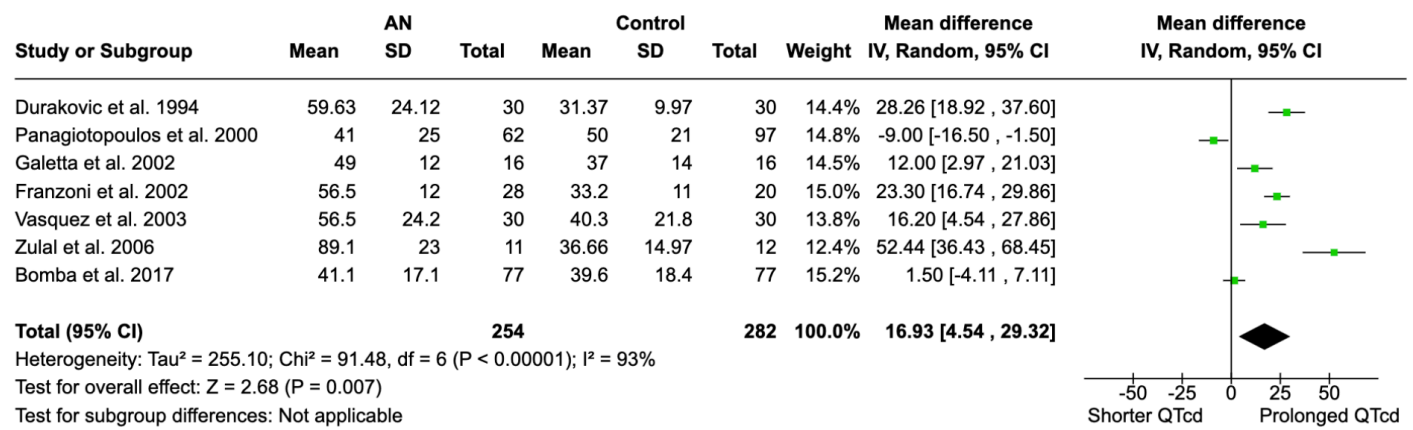 AN Control Mean difference Mean difference
Study or Subgroup Mean SD Total Mean SD Total Weight IV, Random, 95% CI IV, Random, 95% CI
Durakovic et al. 1994 59.63 24.12 30 31.37 9.97 30 14.4% 28.26 [18.92 , 37.60]
Panagiotopoulos et al. 2000 41 25 62 50 21 97 14.8% -9.00 [-16.50 , -1.50]
Galetta et al. 2002 49 12 16 37 14 16 14.5% 12.00 [2.97 , 21.03]
Franzoni et al. 2002 56.5 12 28 33.2 11 20 15.0% 23.30 [16.74 , 29.86]
Vasquez et al. 2003 56.5 24.2 30 40.3 21.8 30 13.8% 16.20 [4.54 , 27.86]
Zulal et al. 2006 89.1 23 11 36.66 14.97 12 12.4% 52.44 [36.43 , 68.45]
Bomba et al. 2017 41.1 17.1 77 39.6 18.4 77 15.2% 1.50 [-4.11 , 7.11]
Total (95% CI) 254 282 100.0% 16.93 [4.54 , 29.32]
Heterogeneity: Tau² = 255.10; Chi² = 91.48, df = 6 (P < 0.00001); I² = 93%
Test for overall effect: Z = 2.68 (P = 0.007)
Test for subgroup differences: Not applicable
-50 -25 0 25 50
Shorter QTcd Prolonged QTcd